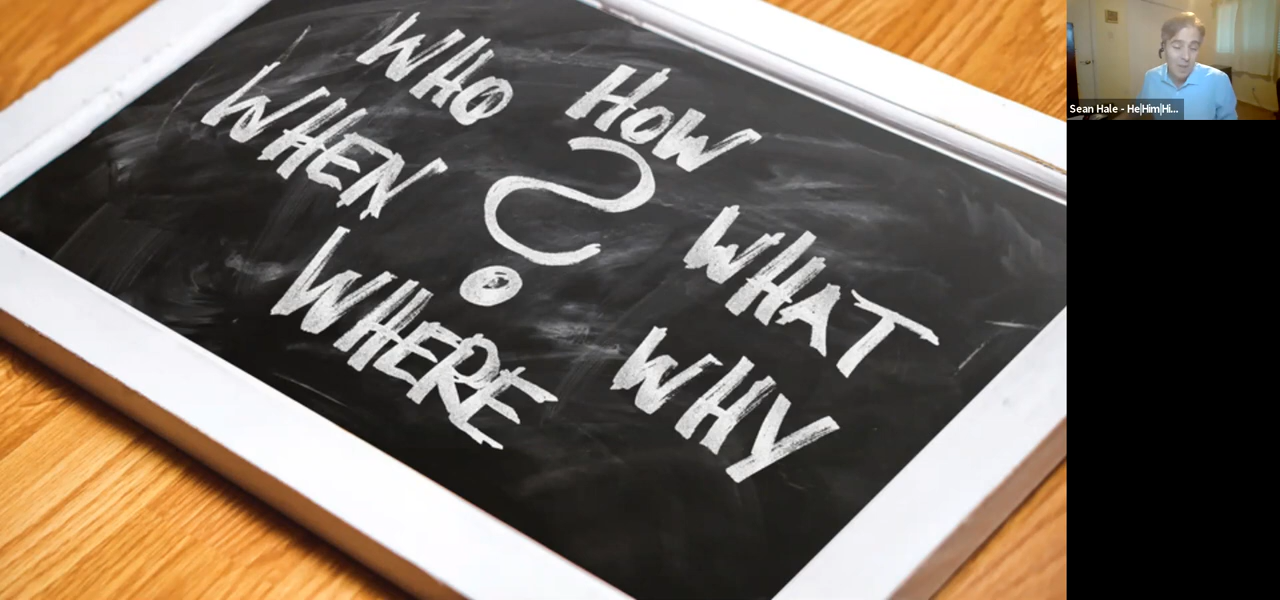 WHO
HOW
WHEN
?
WHAT
WHERE
WHY
Sean Hale - He|Him|Hi...